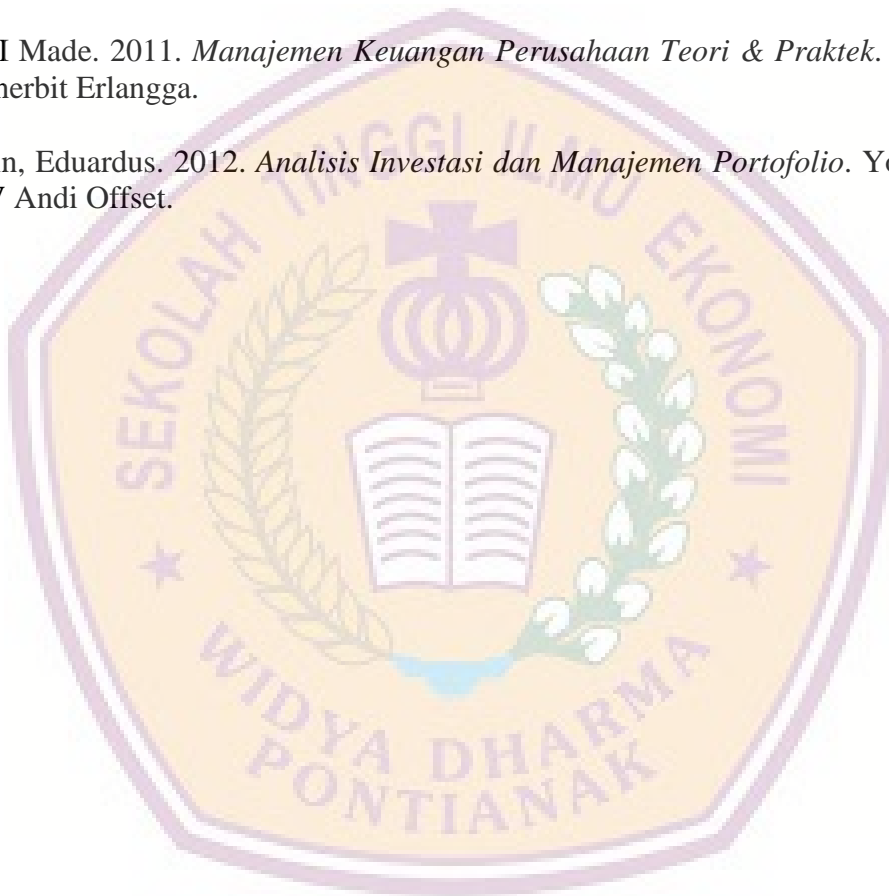 I Made. 2011. Manajemen Keuangan Perusahaan Teori & Praktek.
nerbit Erlangga.
n, Eduardus. 2012. Analisis Investasi dan Manajemen Portofolio. Yo
Andi Offset.
SEKOLAH TINGGI ILMU EKONOMI
WIDYA DHARMA
PONTIANAK